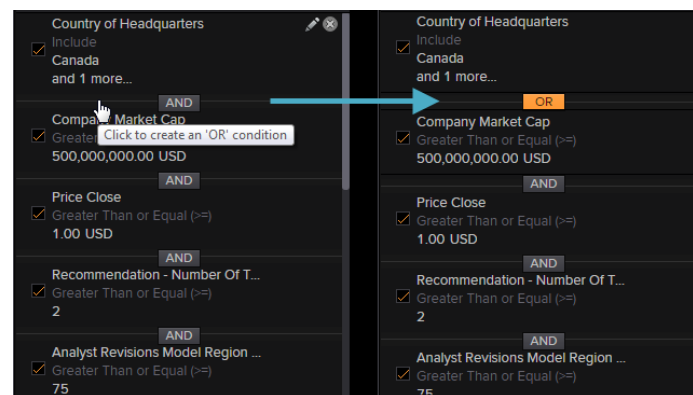 Country of Headquarters
Include
Canada
and 1 more...
AND
Company Market Cap
Greater
Click to create an 'OR' condition
500,000,000.00 USD
AND
Price Close
Greater Than or Equal (>=)
1.00 USD
AND
Recommendation - Number Of T...
Greater Than or Equal (>=)
2
AND
Analyst Revisions Model Region ...
Greater Than or Equal (>=)
75
Country of Headquarters
Include
Canada
and 1 more...
OR
Company Market Cap
Greater Than or Equal (>=)
500,000,000.00 USD
AND
Price Close
Greater Than or Equal (>=)
1.00 USD
AND
Recommendation - Number Of T...
Greater Than or Equal (>=)
2
AND
Analyst Revisions Model Region ...
Greater Than or Equal (>=)
75